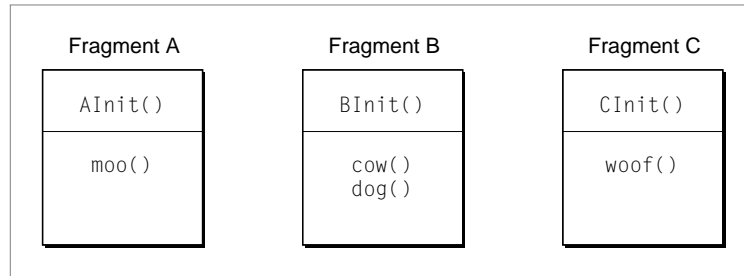 Fragment A
Fragment B
Fragment C
AInit()
BInit()
CInit()
moo()
cow()
woof()
dog()